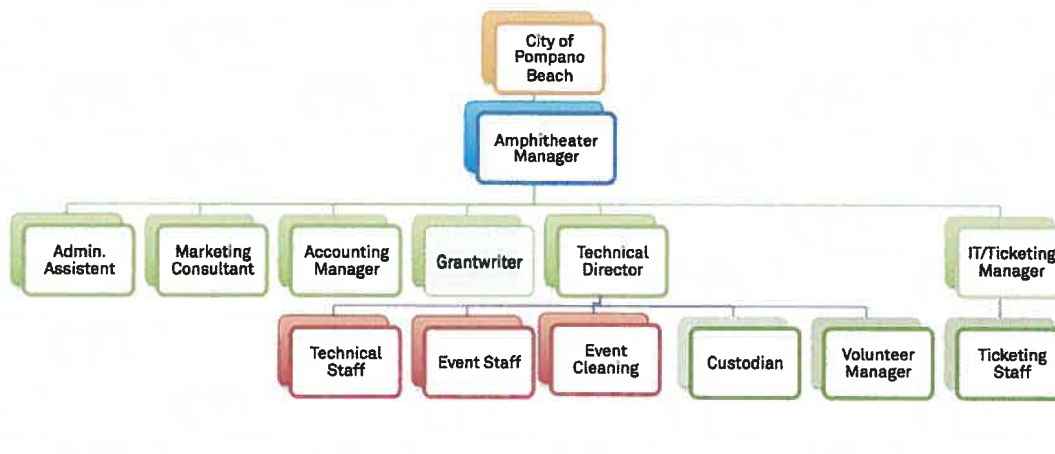 City of
Pompano
Beach
Amphitheater
Manager
Admin.
Assistent
Marketing
Consultant
Accounting
Manager
Grantwriter
Technical
Director
IT/Ticketing
Manager
Technical
Staff
Event Staff
Event
Cleaning
Custodian
Volunteer
Manager
Ticketing
Staff